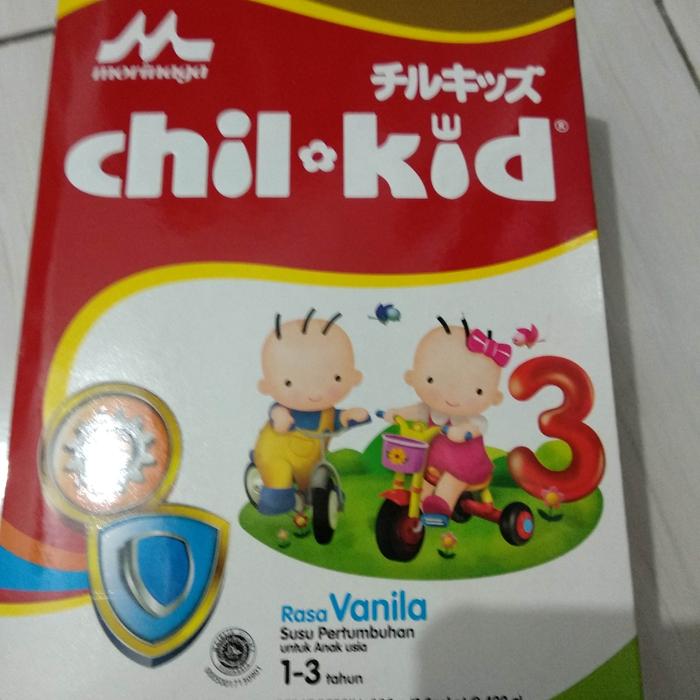 morinaga
チルキッズ
chil kid®
3
Rasa Vanila
Susu Pertumbuhan
untuk Anak usia
1-3 tahun